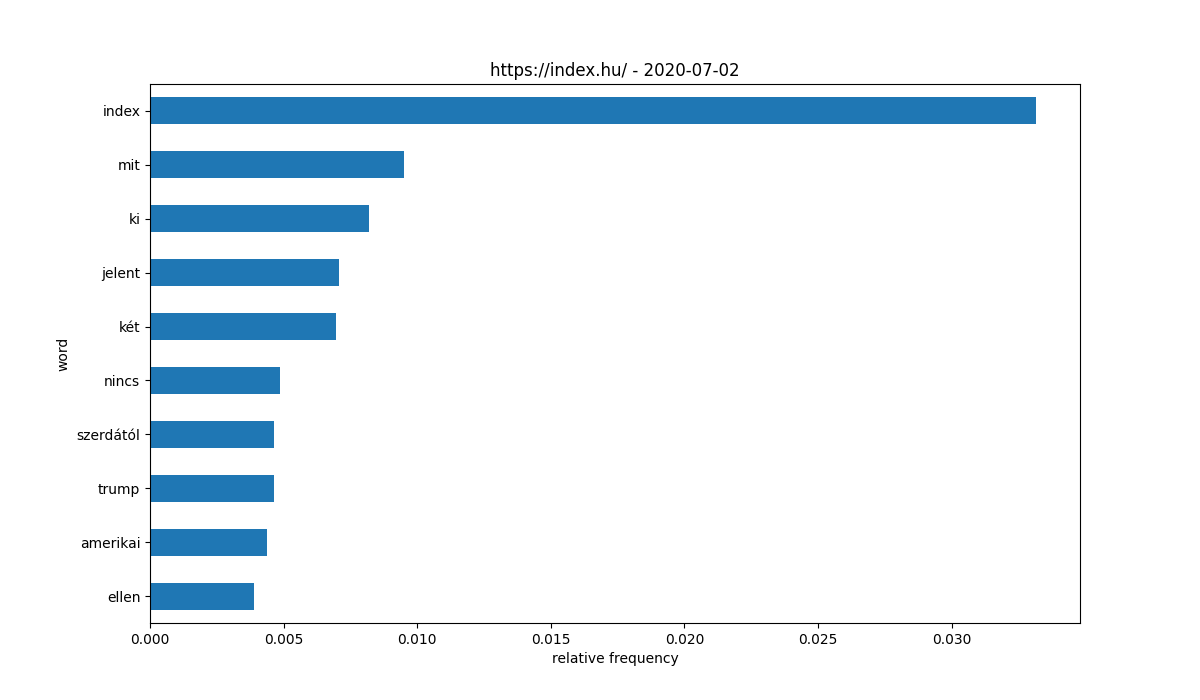 https://index.hu/ - 2020-07-02
word
index
mit
ki
jelent
két
nincs
szerdától
trump
amerikai
ellen
0.000 0.005 0.010 0.015 0.020 0.025 0.030
relative frequency